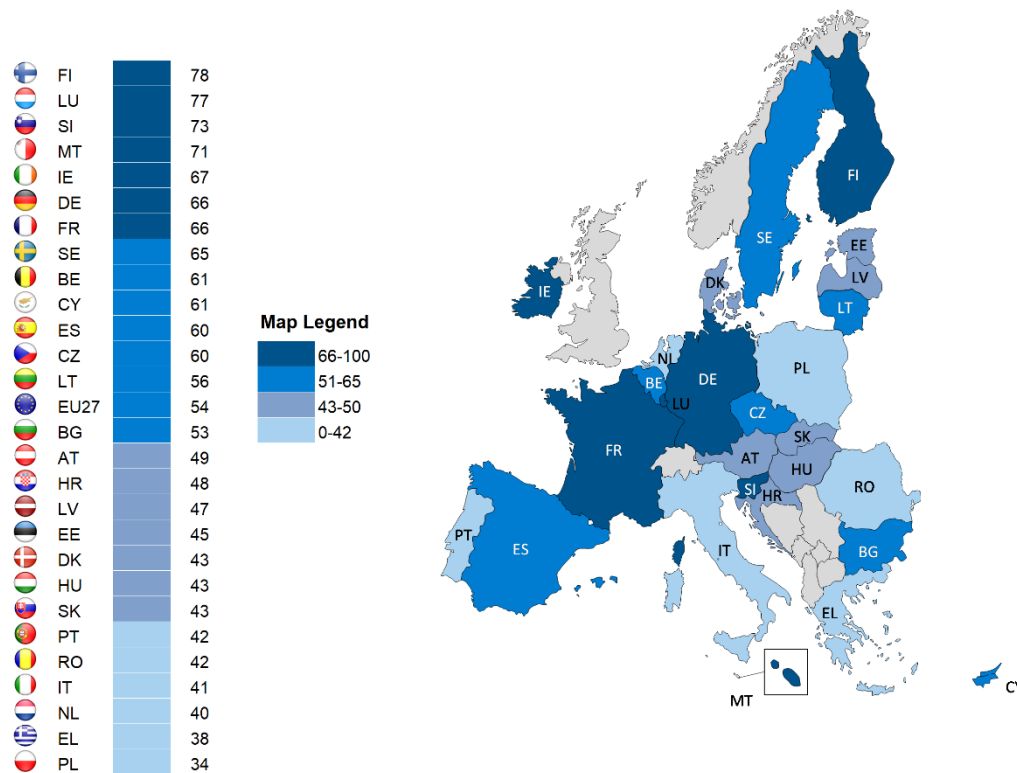 FI 78
LU 77
SI 73
MT 71
IE 67
DE 66
FR 66
SE 65
BE 61
CY 61
ES 60
CZ 60
LT 56
EU27 54
BG 53
AT 49
HR 48
LV 47
EE 45
DK 43
HU 43
SK 43
PT 42
RO 42
IT 41
NL 40
EL 38
PL 34
Map Legend
66-100
51-65
43-50
0-42
FI
SE
EE
LV
LT
DK
IE
NL
PL
BE
DE
LU
CZ
SK
FR
AT
HU
SI
HR
RO
PT
ES
IT
BG
EL
MT
CY